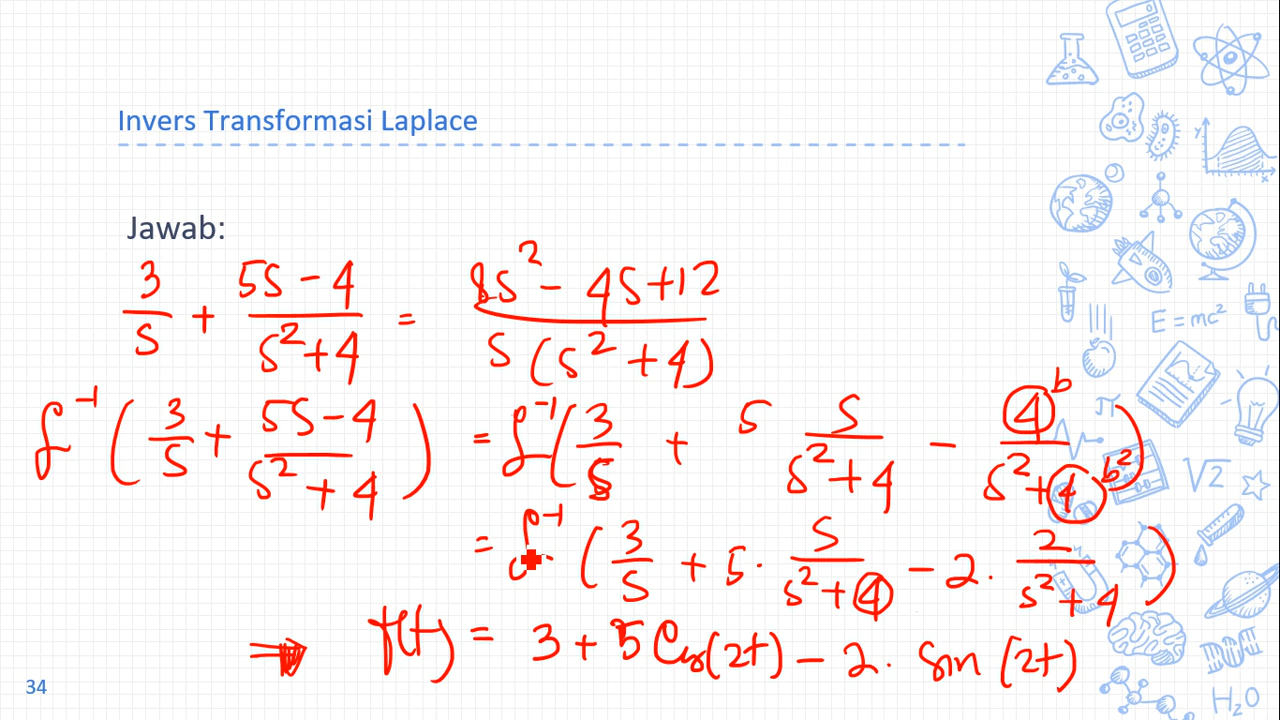 Invers Transformasi Laplace
Jawab:
3/s + (5s - 4)/(s² + 4) = (8s² - 4s + 12)/(s(s² + 4))
ℒ⁻¹(3/s + (5s - 4)/(s² + 4)) = ℒ⁻¹(3/s + 5 s/(s² + 4) - 4/(s² + 4)) b b²
= ℒ⁻¹(3/s + 5 · s/(s² + 4) - 2 · 2/(s² + 4))
⇒ f(t) = 3 + 5 Cos(2t) - 2 · sin(2t)
34
y
x
E = mc²
π
√2
H₂O